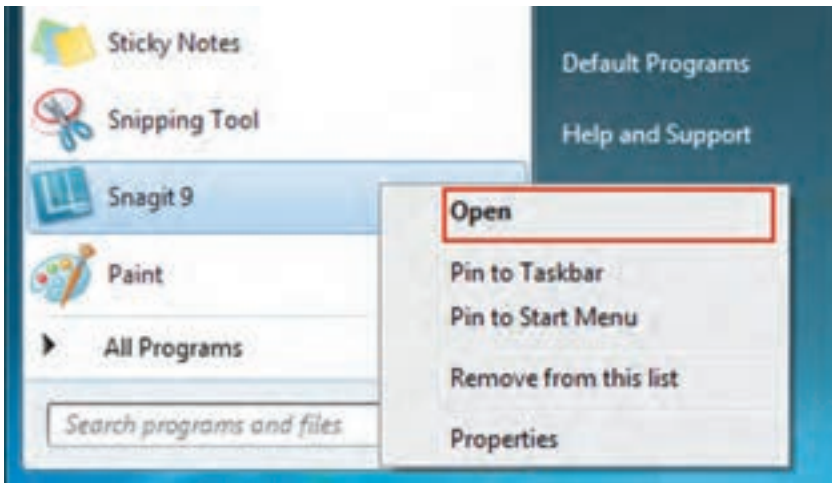 Sticky Notes
Snipping Tool
Snagit 9
Paint
All Programs
Search programs and files
Default Programs
Help and Support
Open
Pin to Taskbar
Pin to Start Menu
Remove from this list
Properties